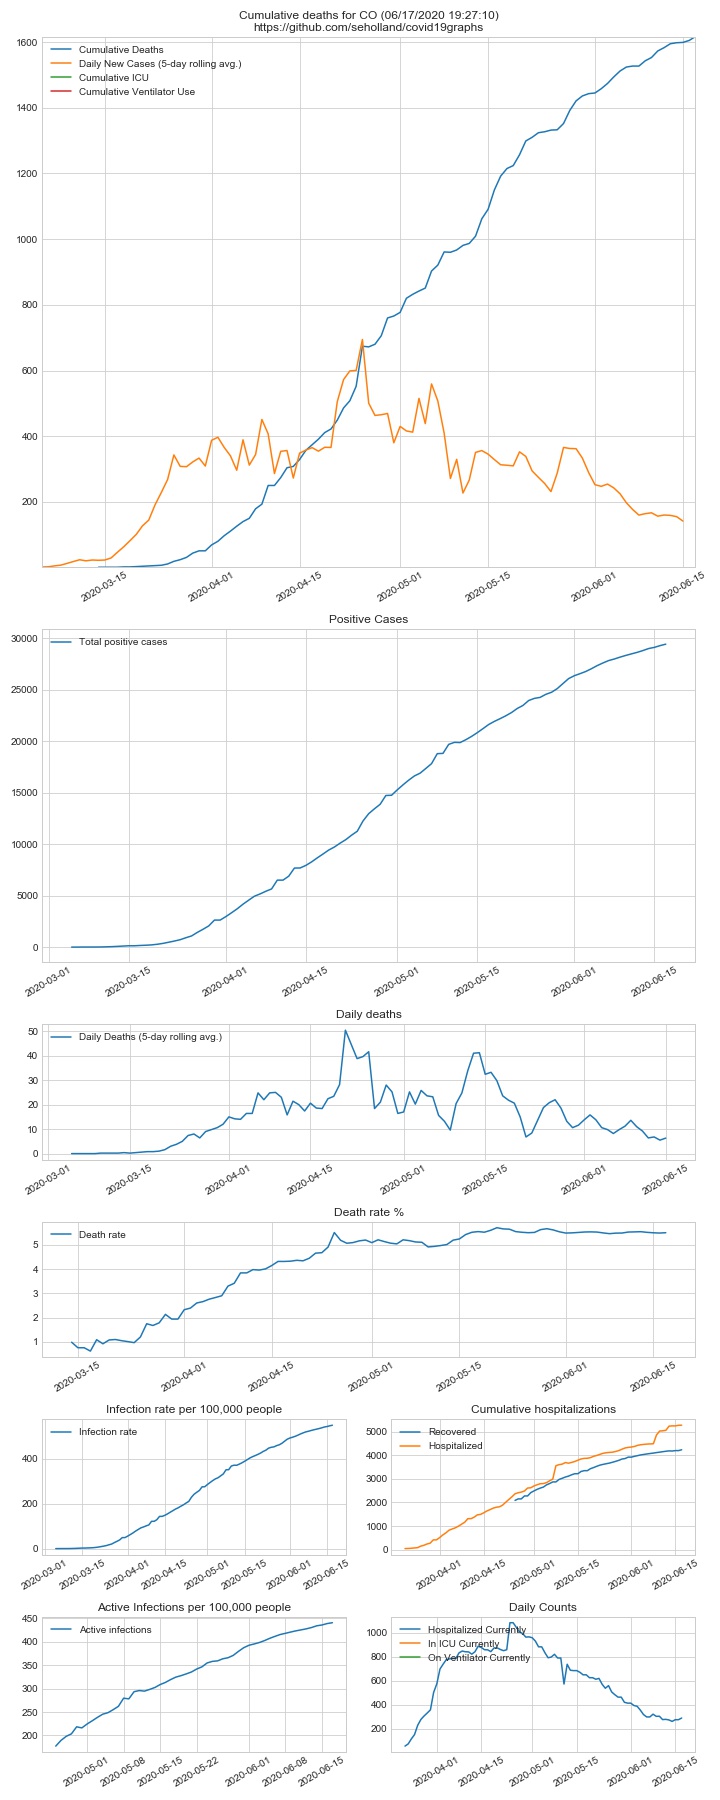 Cumulative deaths for CO (06/17/2020 19:27:10)
https://github.com/seholland/covid19graphs
Cumulative Deaths
Daily New Cases (5-day rolling avg.)
Cumulative ICU
Cumulative Ventilator Use
1600
1400
1200
1000
800
600
400
200
2020-03-15 2020-04-01 2020-04-15 2020-05-01 2020-05-15 2020-06-01 2020-06-15
Positive Cases
Total positive cases
30000
25000
20000
15000
10000
5000
0
2020-03-01 2020-03-15 2020-04-01 2020-04-15 2020-05-01 2020-05-15 2020-06-01 2020-06-15
Daily deaths
Daily Deaths (5-day rolling avg.)
50
40
30
20
10
0
2020-03-01 2020-03-15 2020-04-01 2020-04-15 2020-05-01 2020-05-15 2020-06-01 2020-06-15
Death rate %
Death rate
5
4
3
2
1
2020-03-15 2020-04-01 2020-04-15 2020-05-01 2020-05-15 2020-06-01 2020-06-15
Infection rate per 100,000 people
Infection rate
400
200
0
2020-03-01 2020-03-15 2020-04-01 2020-04-15 2020-05-01 2020-05-15 2020-06-01 2020-06-15
Cumulative hospitalizations
Recovered
Hospitalized
5000
4000
3000
2000
1000
0
2020-04-01 2020-04-15 2020-05-01 2020-05-15 2020-06-01 2020-06-15
Active Infections per 100,000 people
Active infections
450
400
350
300
250
200
2020-05-01 2020-05-08 2020-05-15 2020-05-22 2020-06-01 2020-06-08 2020-06-15
Daily Counts
Hospitalized Currently
In ICU Currently
On Ventilator Currently
1000
800
600
400
200
2020-04-01 2020-04-15 2020-05-01 2020-05-15 2020-06-01 2020-06-15